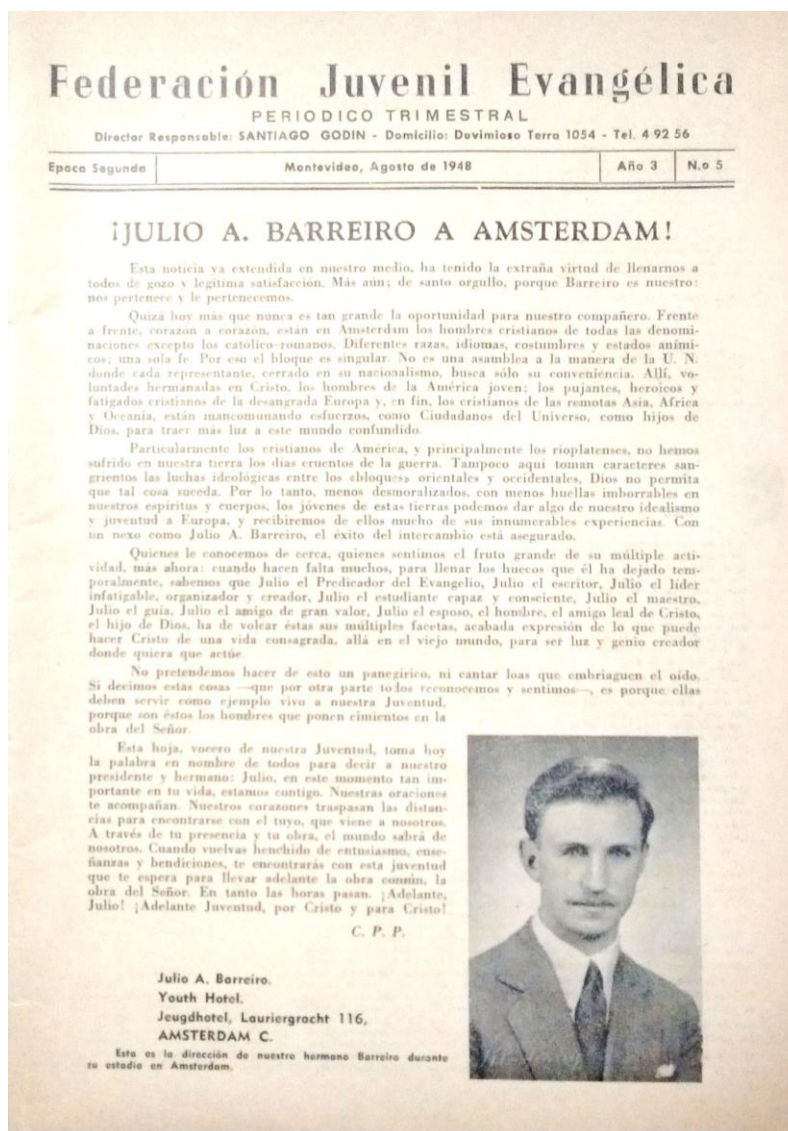 Federación Juvenil Evangélica
PERIODICO TRIMESTRAL
Director Responsable: SANTIAGO GODIN - Domicilio: Duvimioso Terra 1054 - Tel. 4 92 56
Epoca Segunda
Montevideo, Agosto de 1948
Año 3
N.o 5
¡JULIO A. BARREIRO A AMSTERDAM!
Esta noticia ya extendida en nuestro medio, ha tenido la extraña virtud de llenarnos a
todos de gozo y legítima satisfacción. Más aún; de santo orgullo, porque Barreiro es nuestro:
nos pertenece y le pertenecemos.
Quizá hoy más que nunca es tan grande la oportunidad para nuestro compañero. Frente
a frente, corazón a corazón, están en Amsterdam los hombres cristianos de todas las denomi-
naciones excepto los católico-romanos. Diferentes razas, idiomas, costumbres y estados aními-
cos; una sola fe. Por eso el bloque es singular. No es una asamblea a la manera de la U. N.
donde cada representante, cerrado en su nacionalismo, busca sólo su conveniencia. Allí, vo-
luntades hermanadas en Cristo, los hombres de la América joven; los pujantes, heroicos y
fatigados cristianos de la desangrada Europa y, en fin, los cristianos de las remotas Asia, Africa
y Oceanía, están mancomunando esfuerzos, como Ciudadanos del Universo, como hijos de
Dios, para traer más luz a este mundo confundido.
Particularmente los cristianos de América, y principalmente los rioplatenses, no hemos
sufrido en nuestra tierra los días cruentos de la guerra. Tampoco aquí toman caracteres san-
grientos las luchas ideológicas entre los «bloques» orientales y occidentales, Dios no permita
que tal cosa suceda. Por lo tanto, menos desmoralizados, con menos huellas imborrables en
nuestros espíritus y cuerpos, los jóvenes de estas tierras podemos dar algo de nuestro idealismo
y juventud a Europa, y recibiremos de ellos mucho de sus innumerables experiencias. Con
un nexo como Julio A. Barreiro, el éxito del intercambio está asegurado.
Quienes le conocemos de cerca, quienes sentimos el fruto grande de su múltiple acti-
vidad, más ahora: cuando hacen falta muchos, para llenar los huecos que él ha dejado tem-
poralmente, sabemos que Julio el Predicador del Evangelio, Julio el escritor, Julio el líder
infatigable, organizador y creador, Julio el estudiante capaz y consciente, Julio el maestro,
Julio el guía, Julio el amigo de gran valor, Julio el esposo, el hombre, el amigo leal de Cristo,
el hijo de Dios, ha de volcar éstas sus múltiples facetas, acabada expresión de lo que puede
hacer Cristo de una vida consagrada, allá en el viejo mundo, para ser luz y genio creador
donde quiera que actúe.
No pretendemos hacer de esto un panegírico, ni cantar loas que embriaguen el oído.
Si decimos estas cosas —que por otra parte todos reconocemos y sentimos—, es porque ellas
deben servir como ejemplo vivo a nuestra Juventud,
porque son éstos los hombres que ponen cimientos en la
obra del Señor.
Esta hoja, vocero de nuestra Juventud, toma hoy
la palabra en nombre de todos para decir a nuestro
presidente y hermano: Julio, en este momento tan im-
portante en tu vida, estamos contigo. Nuestras oraciones
te acompañan. Nuestros corazones traspasan las distan-
cias para encontrarse con el tuyo, que viene a nosotros.
A través de tu presencia y tu obra, el mundo sabrá de
nosotros. Cuando vuelvas henchido de entusiasmo, ense-
ñanzas y bendiciones, te encontrarás con esta juventud
que te espera para llevar adelante la obra común, la
obra del Señor. En tanto las horas pasan. ¡Adelante,
Julio! ¡Adelante Juventud, por Cristo y para Cristo!
C. P. P.
Julio A. Barreiro.
Youth Hotel.
Jeugdhotel, Lauriergracht 116,
AMSTERDAM C.
Esta es la dirección de nuestro hermano Barreiro durante
su estadía en Amsterdam.